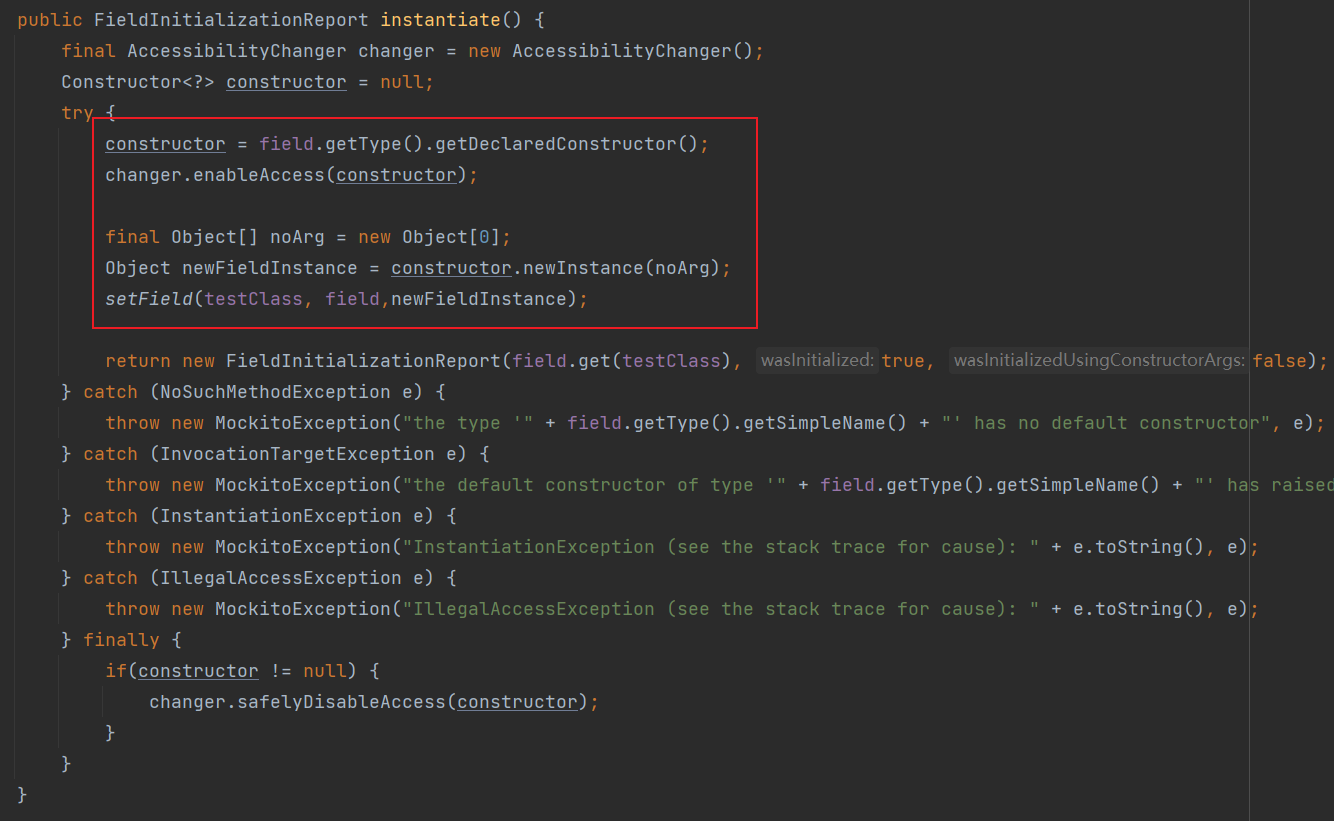 public FieldInitializationReport instantiate() {
final AccessibilityChanger changer = new AccessibilityChanger();
Constructor<?> constructor = null;
try {
constructor = field.getType().getDeclaredConstructor();
changer.enableAccess(constructor);
final Object[] noArg = new Object[0];
Object newFieldInstance = constructor.newInstance(noArg);
setField(testClass, field,newFieldInstance);
return new FieldInitializationReport(field.get(testClass), wasInitialized: true, wasInitializedUsingConstructorArgs: false);
} catch (NoSuchMethodException e) {
throw new MockitoException("the type '" + field.getType().getSimpleName() + "' has no default constructor", e);
} catch (InvocationTargetException e) {
throw new MockitoException("the default constructor of type '" + field.getType().getSimpleName() + "' has raised
} catch (InstantiationException e) {
throw new MockitoException("InstantiationException (see the stack trace for cause): " + e.toString(), e);
} catch (IllegalAccessException e) {
throw new MockitoException("IllegalAccessException (see the stack trace for cause): " + e.toString(), e);
} finally {
if(constructor != null) {
changer.safelyDisableAccess(constructor);
}
}
}